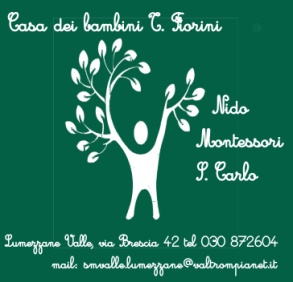 Casa dei bambini C. Fiorini
Nido
Montessori
S. Carlo
Lumezzane Valle, via Brescia 42 tel 030 872604
mail: smvalle.lumezzane@valtrompianet.it